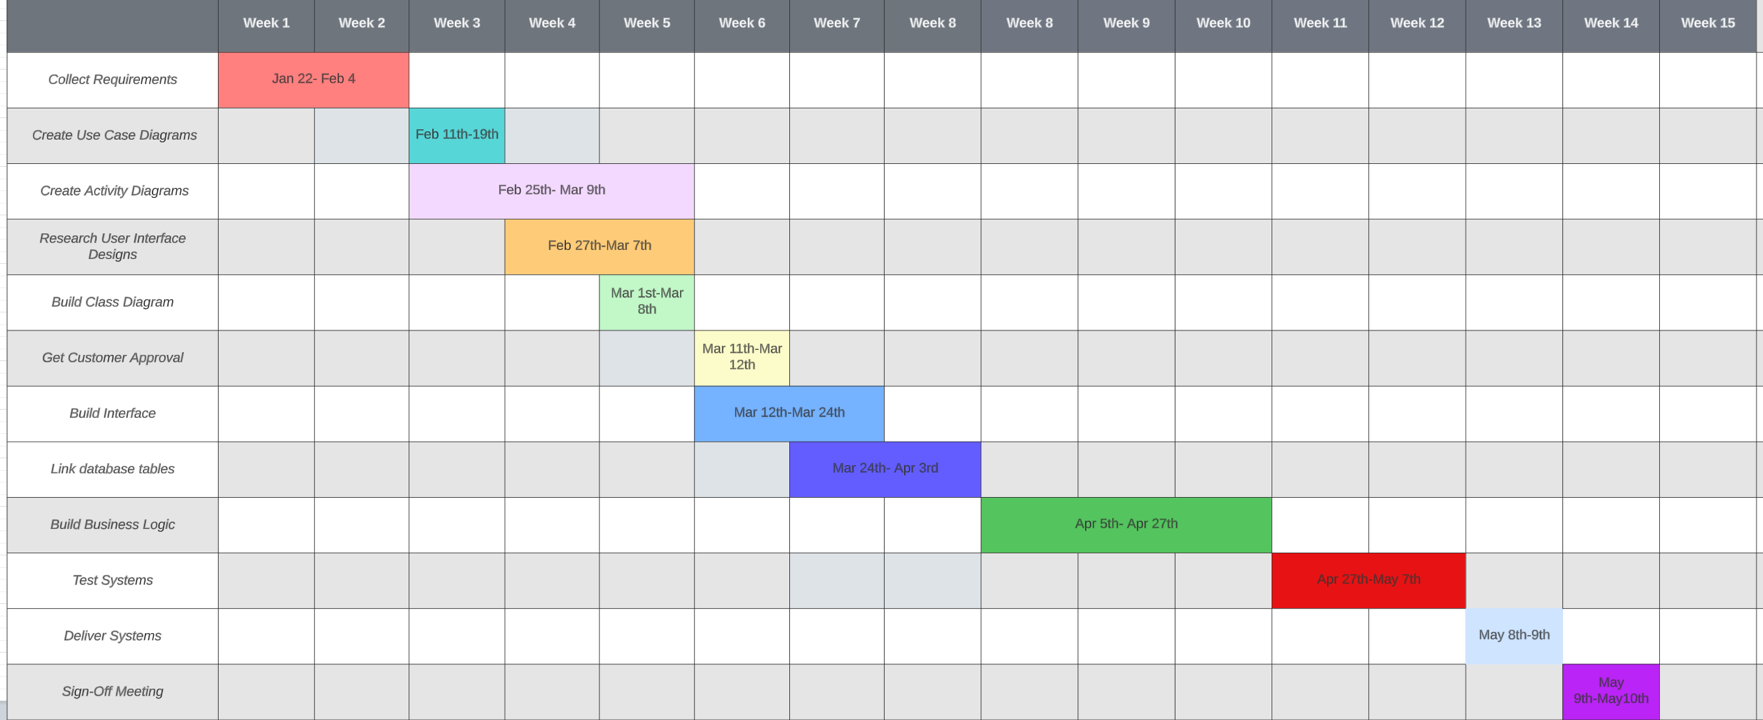 Week 1 Week 2 Week 3 Week 4 Week 5 Week 6 Week 7 Week 8 Week 8 Week 9 Week 10 Week 11 Week 12 Week 13 Week 14 Week 15
Collect Requirements Jan 22- Feb 4
Create Use Case Diagrams Feb 11th-19th
Create Activity Diagrams Feb 25th- Mar 9th
Research User Interface
Designs
Feb 27th-Mar 7th
Build Class Diagram
Mar 1st-Mar
8th
Get Customer Approval
Mar 11th-Mar
12th
Build Interface Mar 12th-Mar 24th
Link database tables Mar 24th- Apr 3rd
Build Business Logic Apr 5th- Apr 27th
Test Systems Apr 27th-May 7th
Deliver Systems May 8th-9th
Sign-Off Meeting
May
9th-May10th